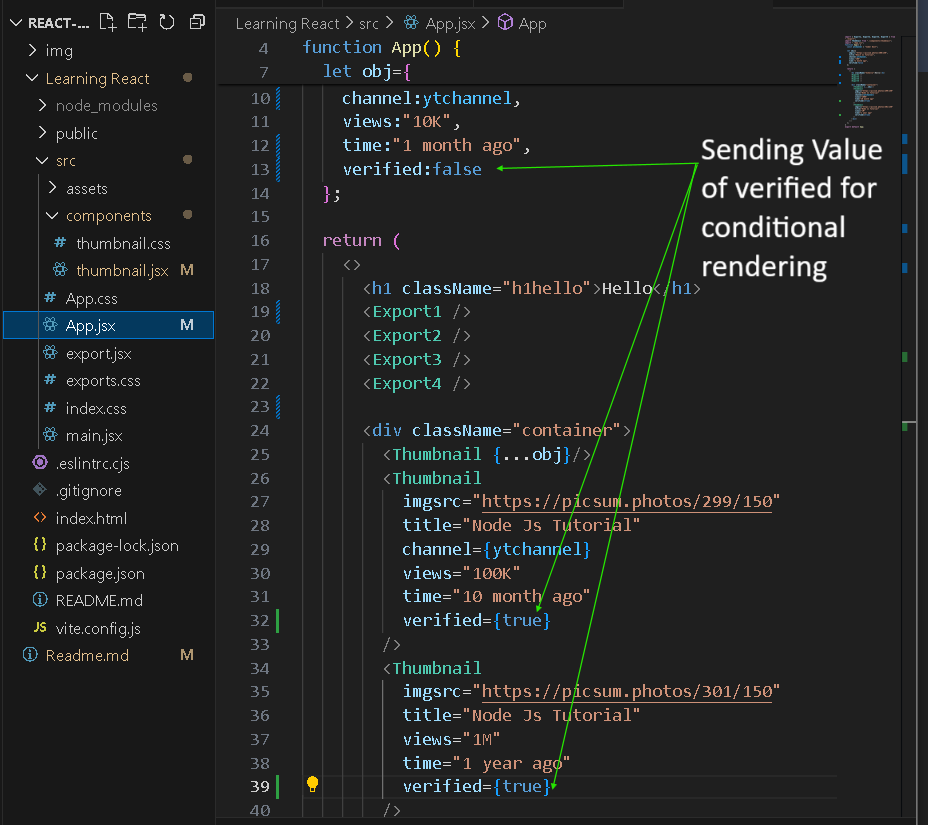 REACT-...
img
Learning React
node_modules
public
src
assets
components
# thumbnail.css
thumbnail.jsx M
# App.css
App.jsx M
export.jsx
# exports.css
# index.css
main.jsx
.eslintrc.cjs
.gitignore
<> index.html
{} package-lock.json
{} package.json
README.md
JS vite.config.js
Readme.md M
Learning React > src > App.jsx > App
4 function App() {
7 let obj={
10 channel:ytchannel,
11 views:"10K",
12 time:"1 month ago",
13 verified:false
14 };
15
16 return (
17 <>
18 <h1 className="h1hello">Hello</h1>
19 <Export1 />
20 <Export2 />
21 <Export3 />
22 <Export4 />
23
24 <div className="container">
25 <Thumbnail {...obj}/>
26 <Thumbnail
27 imgsrc="https://picsum.photos/299/150"
28 title="Node Js Tutorial"
29 channel={ytchannel}
30 views="100K"
31 time="10 month ago"
32 verified={true}
33 />
34 <Thumbnail
35 imgsrc="https://picsum.photos/301/150"
36 title="Node Js Tutorial"
37 views="1M"
38 time="1 year ago"
39 verified={true}
40 />
Sending Value
of verified for
conditional
rendering